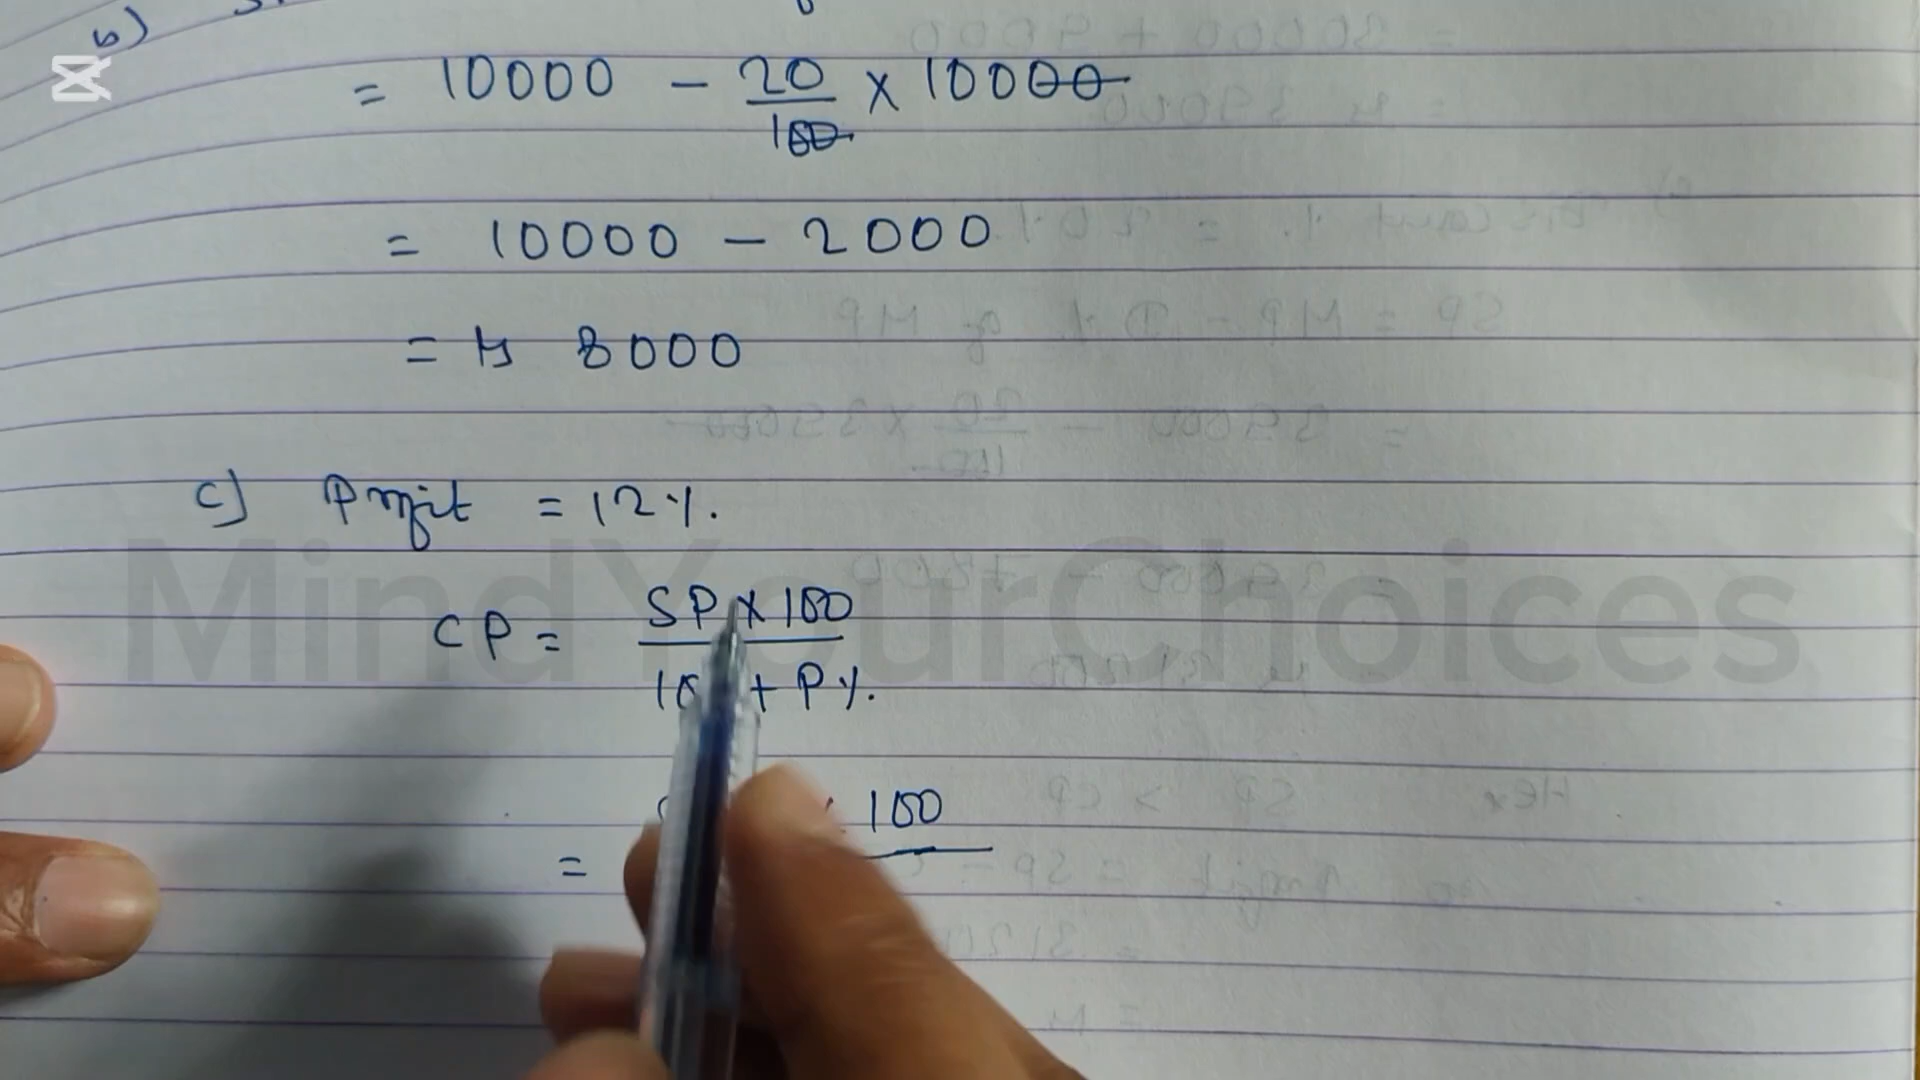 b)
= 10000 - 20/100 × 10000
= 10000 - 2000
= Rs 8000
c) Profit = 12%.
CP = SP × 100 / 100 + P%.
= 100
MindYourChoices